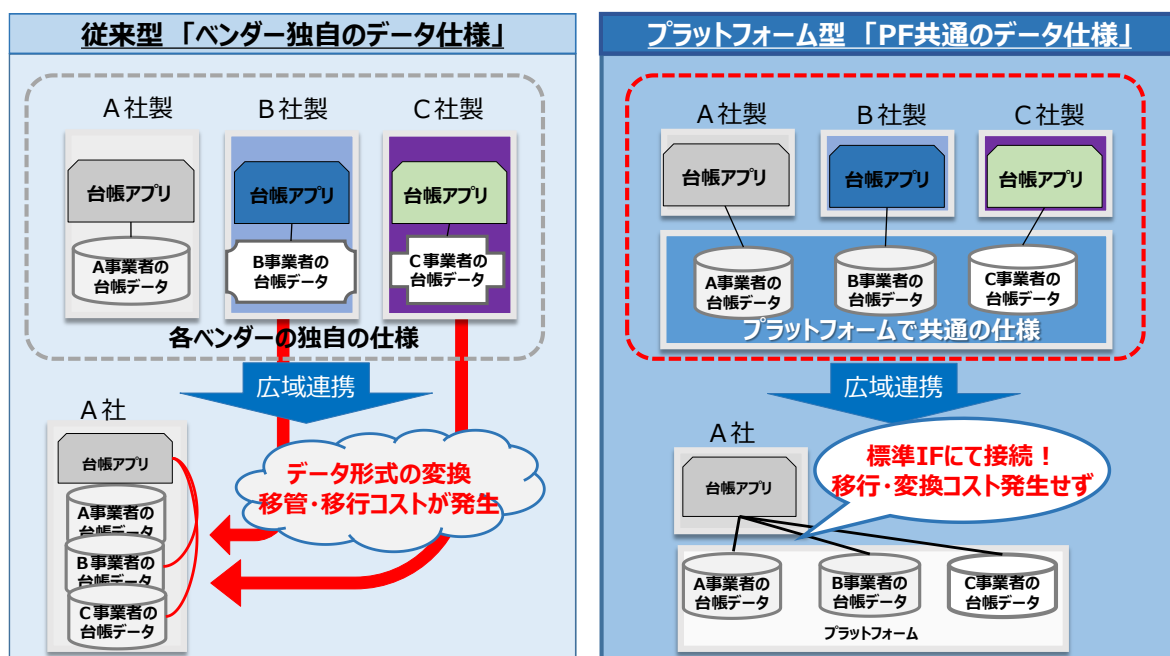 従来型 「ベンダー独自のデータ仕様」
A社製
B社製
C社製
台帳アプリ
台帳アプリ
台帳アプリ
A事業者の
台帳データ
B事業者の
台帳データ
C事業者の
台帳データ
各ベンダーの独自の仕様
広域連携
A社
台帳アプリ
A事業者の
台帳データ
B事業者の
台帳データ
C事業者の
台帳データ
データ形式の変換
移管・移行コストが発生
プラットフォーム型 「PF共通のデータ仕様」
A社製
B社製
C社製
台帳アプリ
台帳アプリ
台帳アプリ
A事業者の
台帳データ
B事業者の
台帳データ
C事業者の
台帳データ
プラットフォームで共通の仕様
広域連携
A社
台帳アプリ
標準IFにて接続！
移行・変換コスト発生せず
A事業者の
台帳データ
B事業者の
台帳データ
C事業者の
台帳データ
プラットフォーム